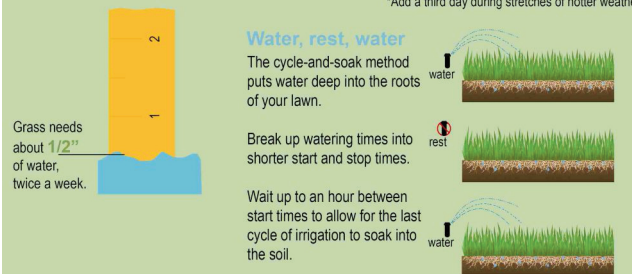 *Add a third day during stretches of hotter weathe
2
1
Grass needs
about 1/2"
of water,
twice a week.
Water, rest, water
The cycle-and-soak method
puts water deep into the roots
of your lawn.
Break up watering times into
shorter start and stop times.
Wait up to an hour between
start times to allow for the last
cycle of irrigation to soak into
the soil.
water
rest
water